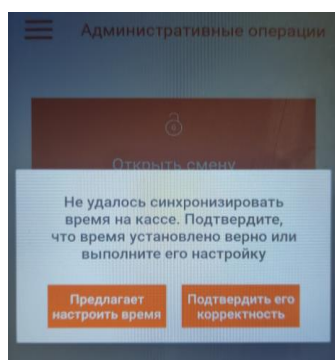 Административные операции
Открыть смену
Не удалось синхронизировать
время на кассе. Подтвердите,
что время установлено верно или
выполните его настройку
Предлагает
настроить время
Подтвердить его
корректность